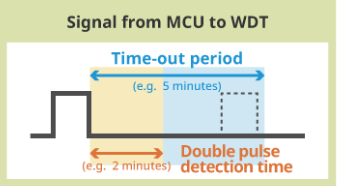 Signal from MCU to WDT
Time-out period
(e.g. 5 minutes)
Double pulse
(e.g. 2 minutes) detection time